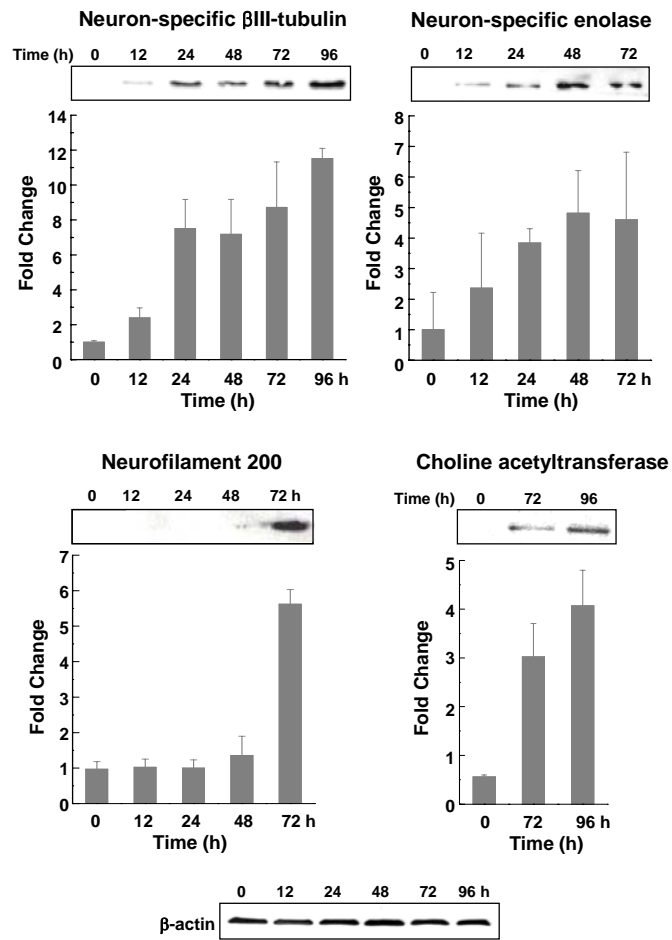 Neuron-specific βIII-tubulin
Time (h) 0 12 24 48 72 96
14
12
10
8
6
4
2
0
Fold Change
0 12 24 48 72 96 h
Time (h)
Neuron-specific enolase
0 12 24 48 72
8
7
6
5
4
3
2
1
0
Fold Change
0 12 24 48 72 h
Time (h)
Neurofilament 200
0 12 24 48 72 h
7
6
5
4
3
2
1
0
Fold Change
0 12 24 48 72 h
Time (h)
Choline acetyltransferase
Time (h) 0 72 96
5
4
3
2
1
0
Fold Change
0 72 96 h
Time (h)
0 12 24 48 72 96 h
β-actin